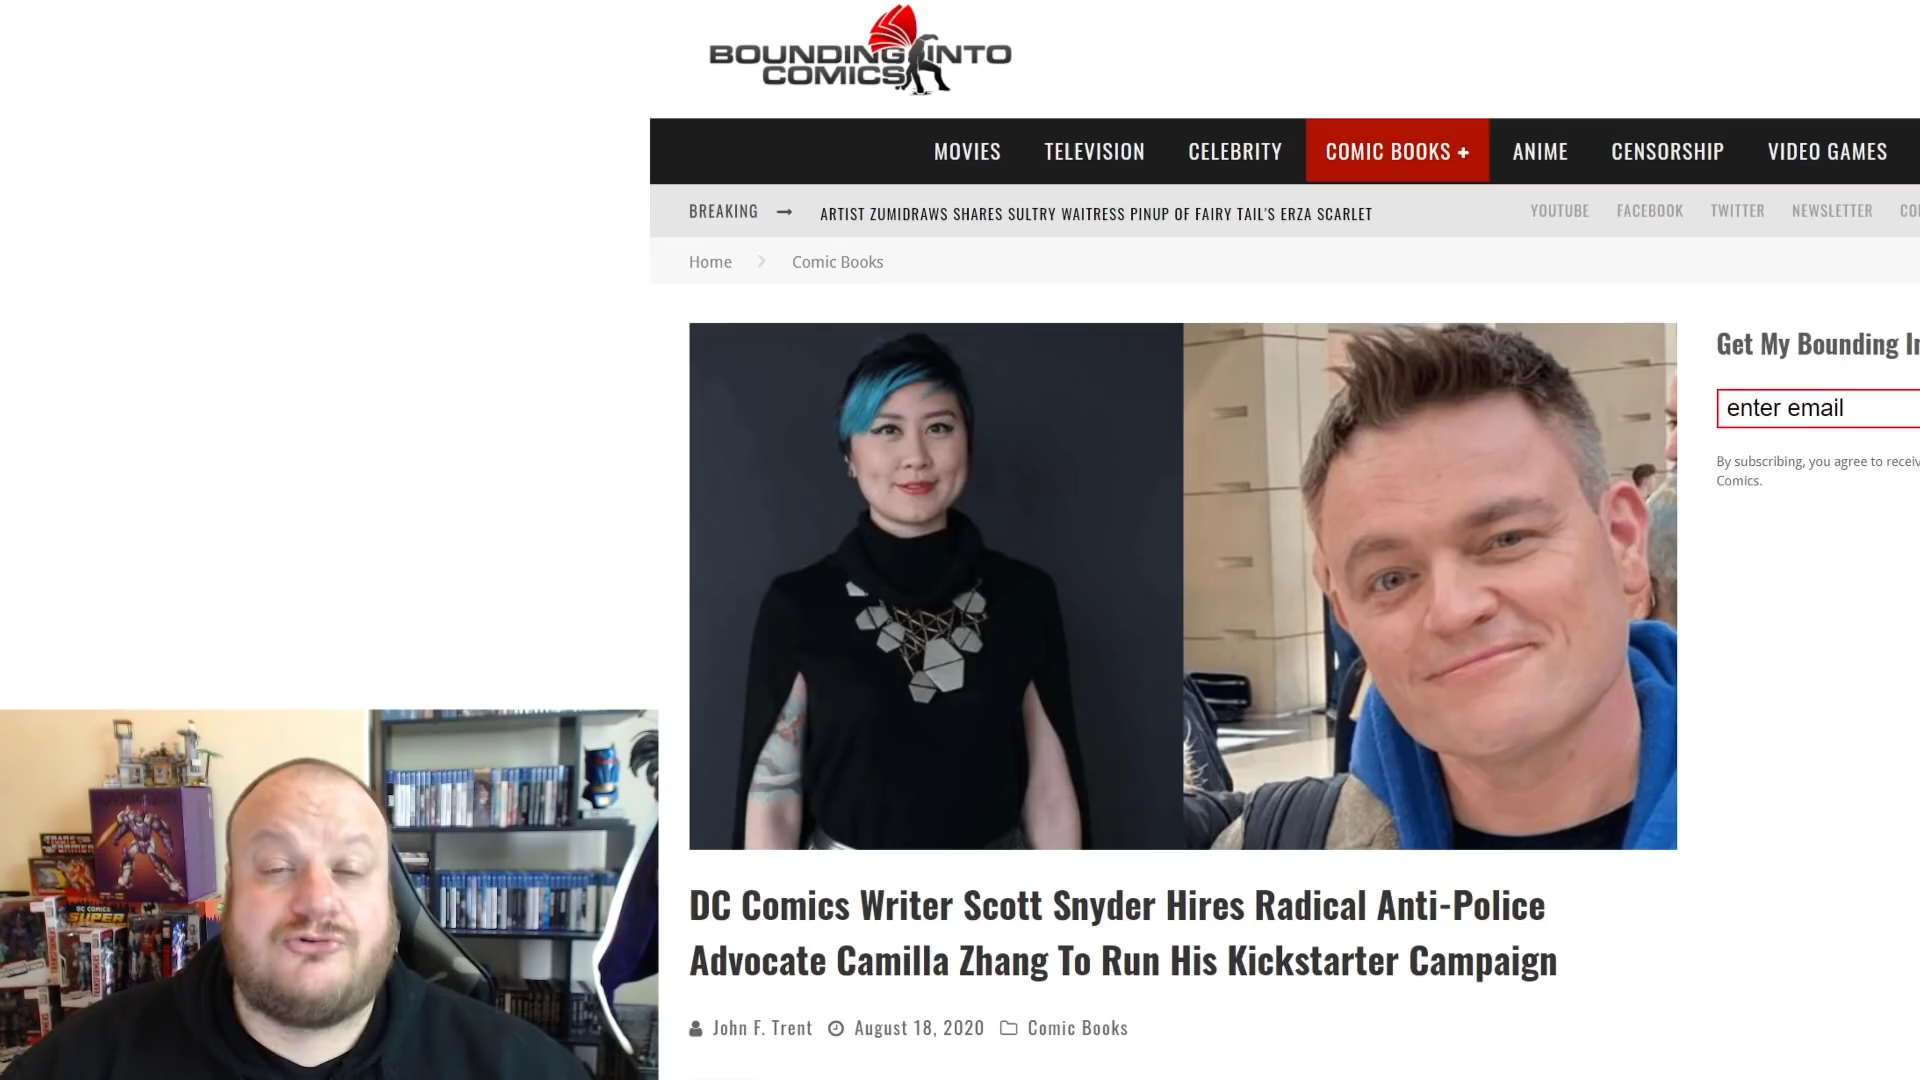 BOUNDING INTO
COMICS
MOVIES TELEVISION CELEBRITY COMIC BOOKS + ANIME CENSORSHIP VIDEO GAMES
BREAKING → ARTIST ZUMIDRAWS SHARES SULTRY WAITRESS PINUP OF FAIRY TAIL'S ERZA SCARLET YOUTUBE FACEBOOK TWITTER NEWSLETTER
Home > Comic Books
Get My Bounding
enter email
By subscribing, you agree to
Comics.
DC COMICS
SUPER
DC Comics Writer Scott Snyder Hires Radical Anti-Police
Advocate Camilla Zhang To Run His Kickstarter Campaign
John F. Trent August 18, 2020 Comic Books